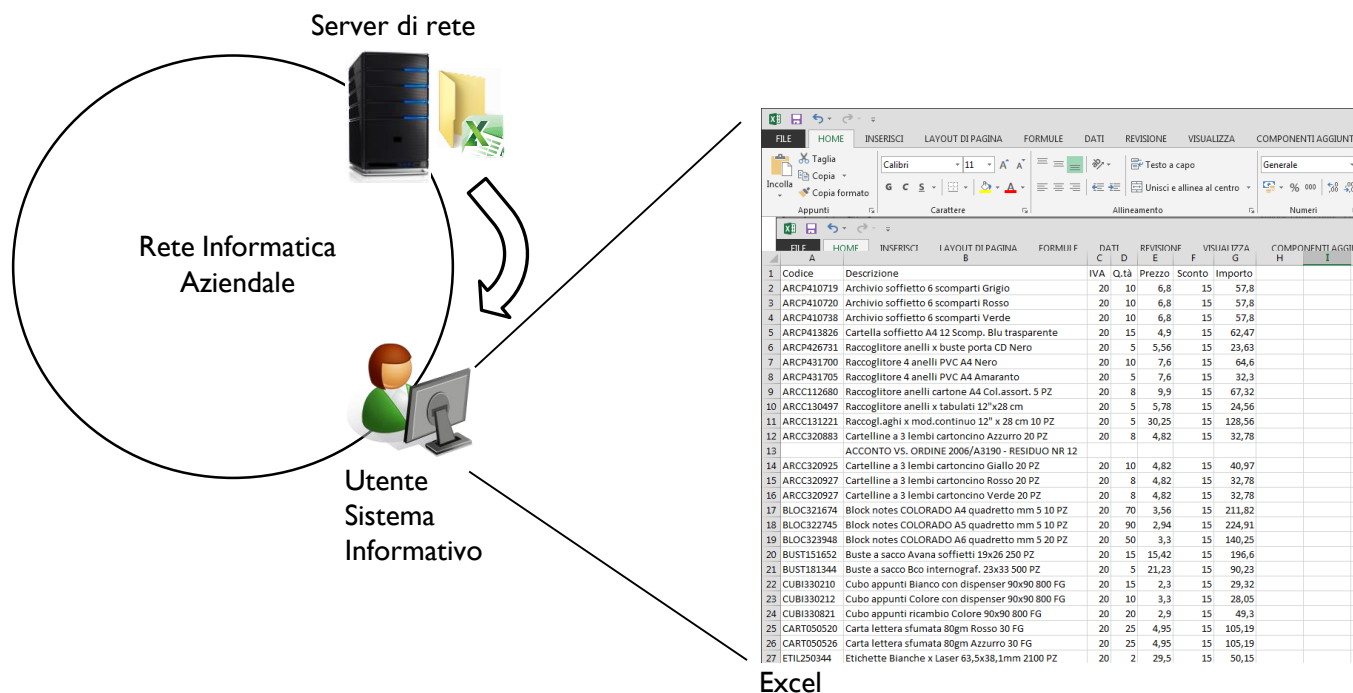 Server di rete
Rete Informatica
Aziendale
Utente
Sistema
Informativo
FILE HOME INSERISCI LAYOUT DI PAGINA FORMULE DATI REVISIONE VISUALIZZA COMPONENTI AGGIUNT
Taglia
Copia
Copia formato
Incolla
Calibri 11
G C S
Testo a capo
Unisci e allinea al centro
Generale
% 000
Appunti Carattere Allineamento Numeri
FILE HOME INSERISCI LAYOUT DI PAGINA FORMULE DATI REVISIONE VISUALIZZA COMPONENTI AGGIU
A B C D E F G H I
1 Codice Descrizione IVA Q.tà Prezzo Sconto Importo
2 ARCP410719 Archivio soffietto 6 scomparti Grigio 20 10 6,8 15 57,8
3 ARCP410720 Archivio soffietto 6 scomparti Rosso 20 10 6,8 15 57,8
4 ARCP410738 Archivio soffietto 6 scomparti Verde 20 10 6,8 15 57,8
5 ARCP413826 Cartella soffietto A4 12 Scomp. Blu trasparente 20 15 4,9 15 62,47
6 ARCP426731 Raccoglitore anelli x buste porta CD Nero 20 5 5,56 15 23,63
7 ARCP431700 Raccoglitore 4 anelli PVC A4 Nero 20 10 7,6 15 64,6
8 ARCP431705 Raccoglitore 4 anelli PVC A4 Amaranto 20 5 7,6 15 32,3
9 ARCC112680 Raccoglitore anelli cartone A4 Col.assort. 5 PZ 20 8 9,9 15 67,32
10 ARCC130497 Raccoglitore anelli x tabulati 12"x28 cm 20 5 5,78 15 24,56
11 ARCC131221 Raccogl.aghi x mod.continuo 12" x 28 cm 10 PZ 20 5 30,25 15 128,56
12 ARCC320883 Cartelline a 3 lembi cartoncino Azzurro 20 PZ 20 8 4,82 15 32,78
13 ACCONTO VS. ORDINE 2006/A3190 - RESIDUO NR 12
14 ARCC320925 Cartelline a 3 lembi cartoncino Giallo 20 PZ 20 10 4,82 15 40,97
15 ARCC320927 Cartelline a 3 lembi cartoncino Rosso 20 PZ 20 8 4,82 15 32,78
16 ARCC320927 Cartelline a 3 lembi cartoncino Verde 20 PZ 20 8 4,82 15 32,78
17 BLOC321674 Block notes COLORADO A4 quadretto mm 5 10 PZ 20 70 3,56 15 211,82
18 BLOC322745 Block notes COLORADO A5 quadretto mm 5 10 PZ 20 90 2,94 15 224,91
19 BLOC323948 Block notes COLORADO A6 quadretto mm 5 20 PZ 20 50 3,3 15 140,25
20 BUST151652 Buste a sacco Avana soffietti 19x26 250 PZ 20 15 15,42 15 196,6
21 BUST181344 Buste a sacco Bco internograf. 23x33 500 PZ 20 5 21,23 15 90,23
22 CUBI330210 Cubo appunti Bianco con dispenser 90x90 800 FG 20 15 2,3 15 29,32
23 CUBI330212 Cubo appunti Colore con dispenser 90x90 800 FG 20 10 3,3 15 28,05
24 CUBI330821 Cubo appunti ricambio Colore 90x90 800 FG 20 20 2,9 15 49,3
25 CART050520 Carta lettera sfumata 80gm Rosso 30 FG 20 25 4,95 15 105,19
26 CART050526 Carta lettera sfumata 80gm Azzurro 30 FG 20 25 4,95 15 105,19
27 ETIL250344 Etichette Bianche x Laser 63,5x38,1mm 2100 PZ 20 2 29,5 15 50,15
Excel